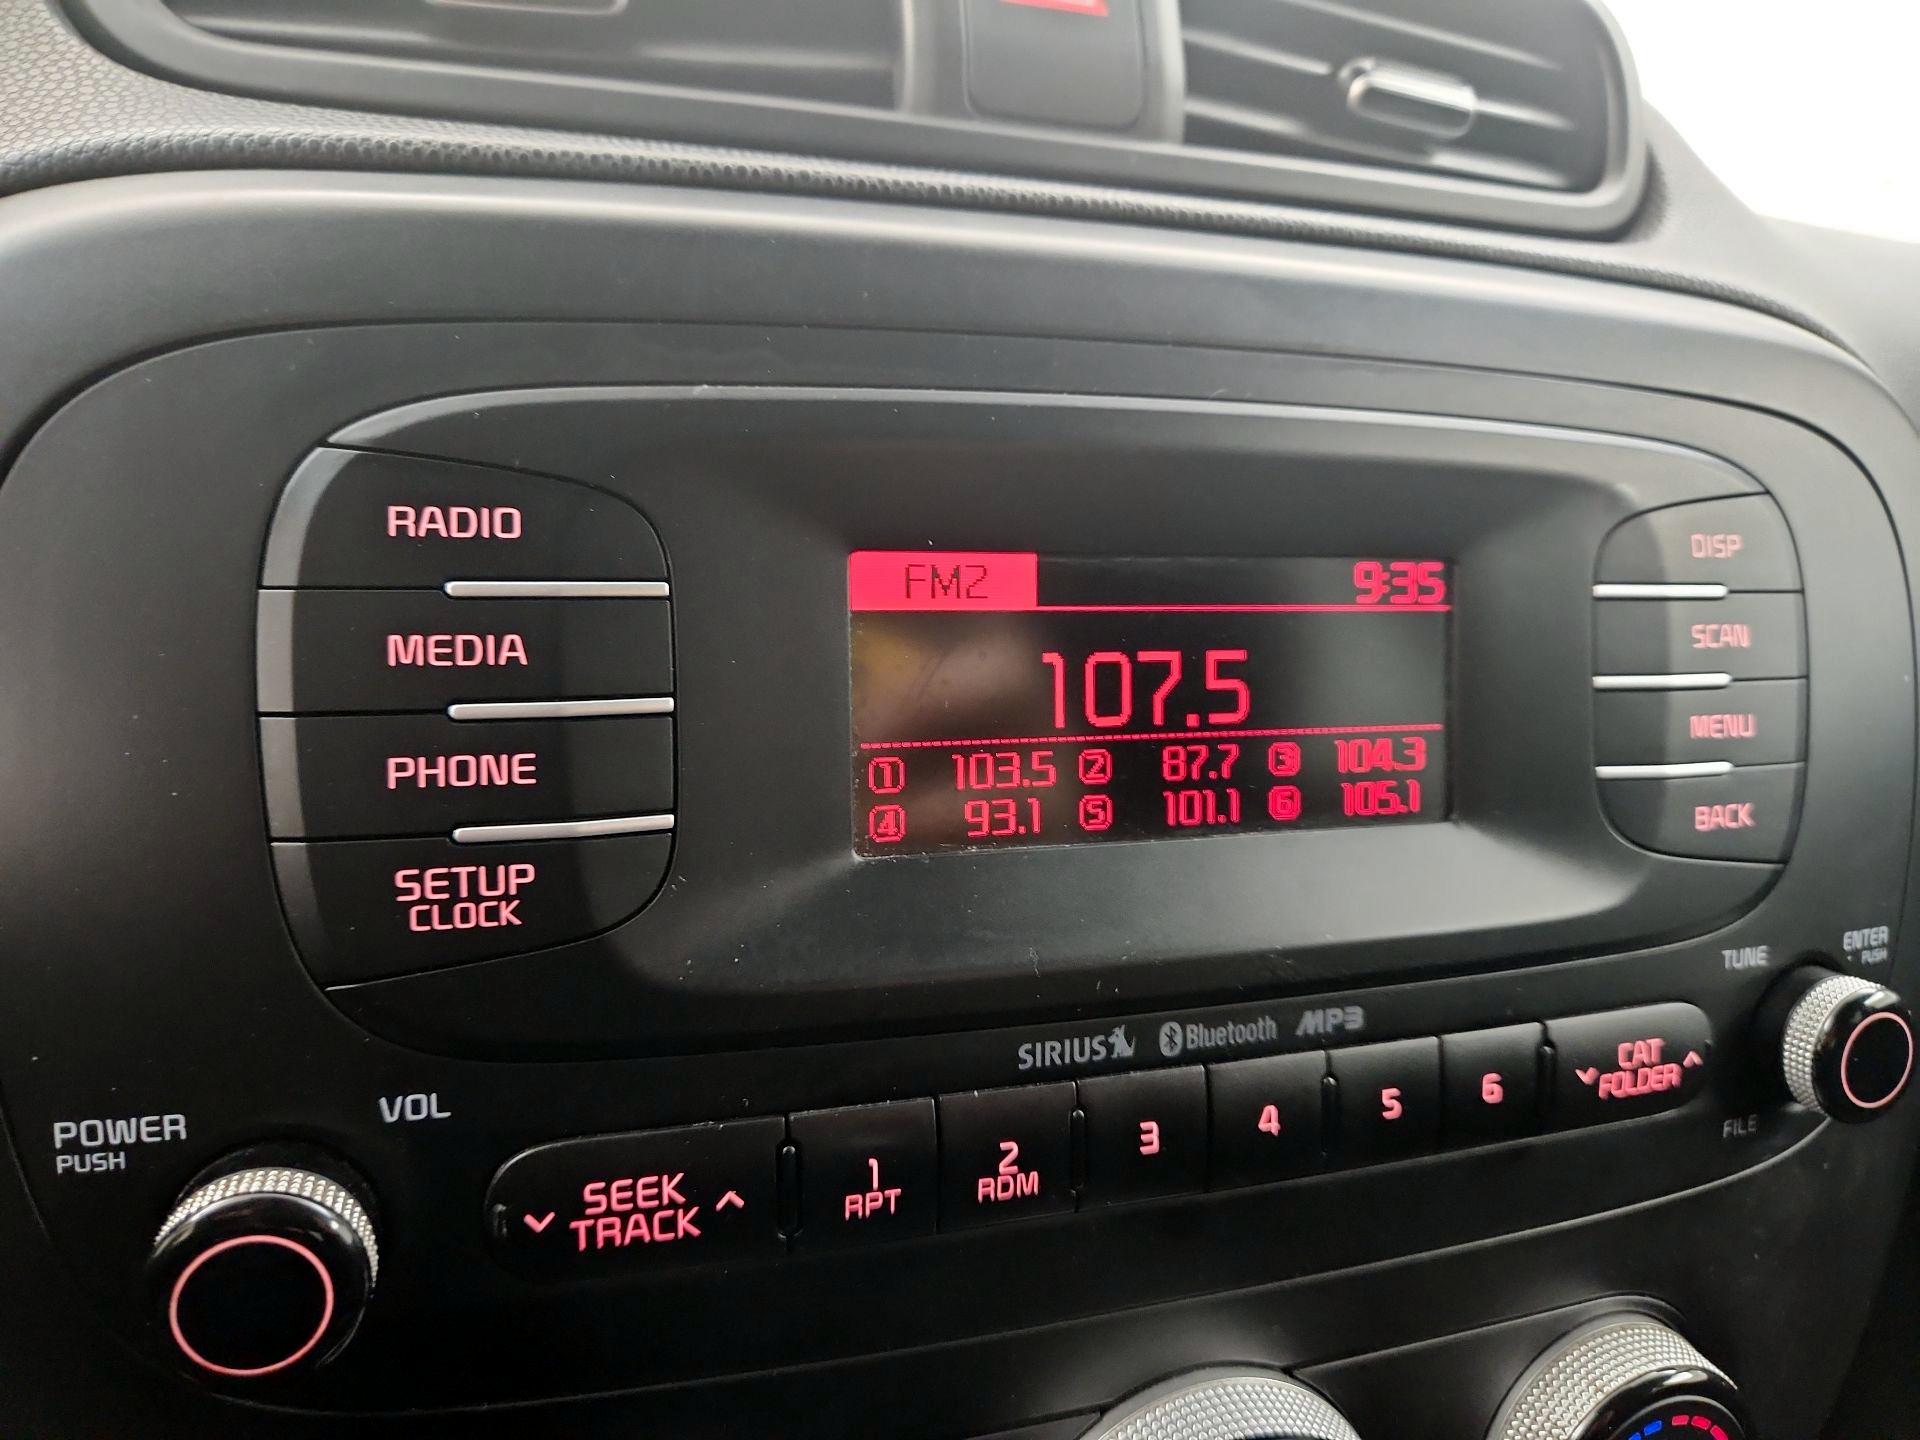 RADIO
MEDIA
PHONE
SETUP
CLOCK
FM2 9:35
107.5
1 103.5 2 87.7 3 104.3
4 93.1 5 101.1 6 105.1
DISP
SCAN
MENU
BACK
TUNE
ENTER
PUSH
FILE
SIRIUS Bluetooth MP3
POWER
PUSH
VOL
SEEK
TRACK
1
RPT
2
RDM
3
4
5
6
CAT
FOLDER